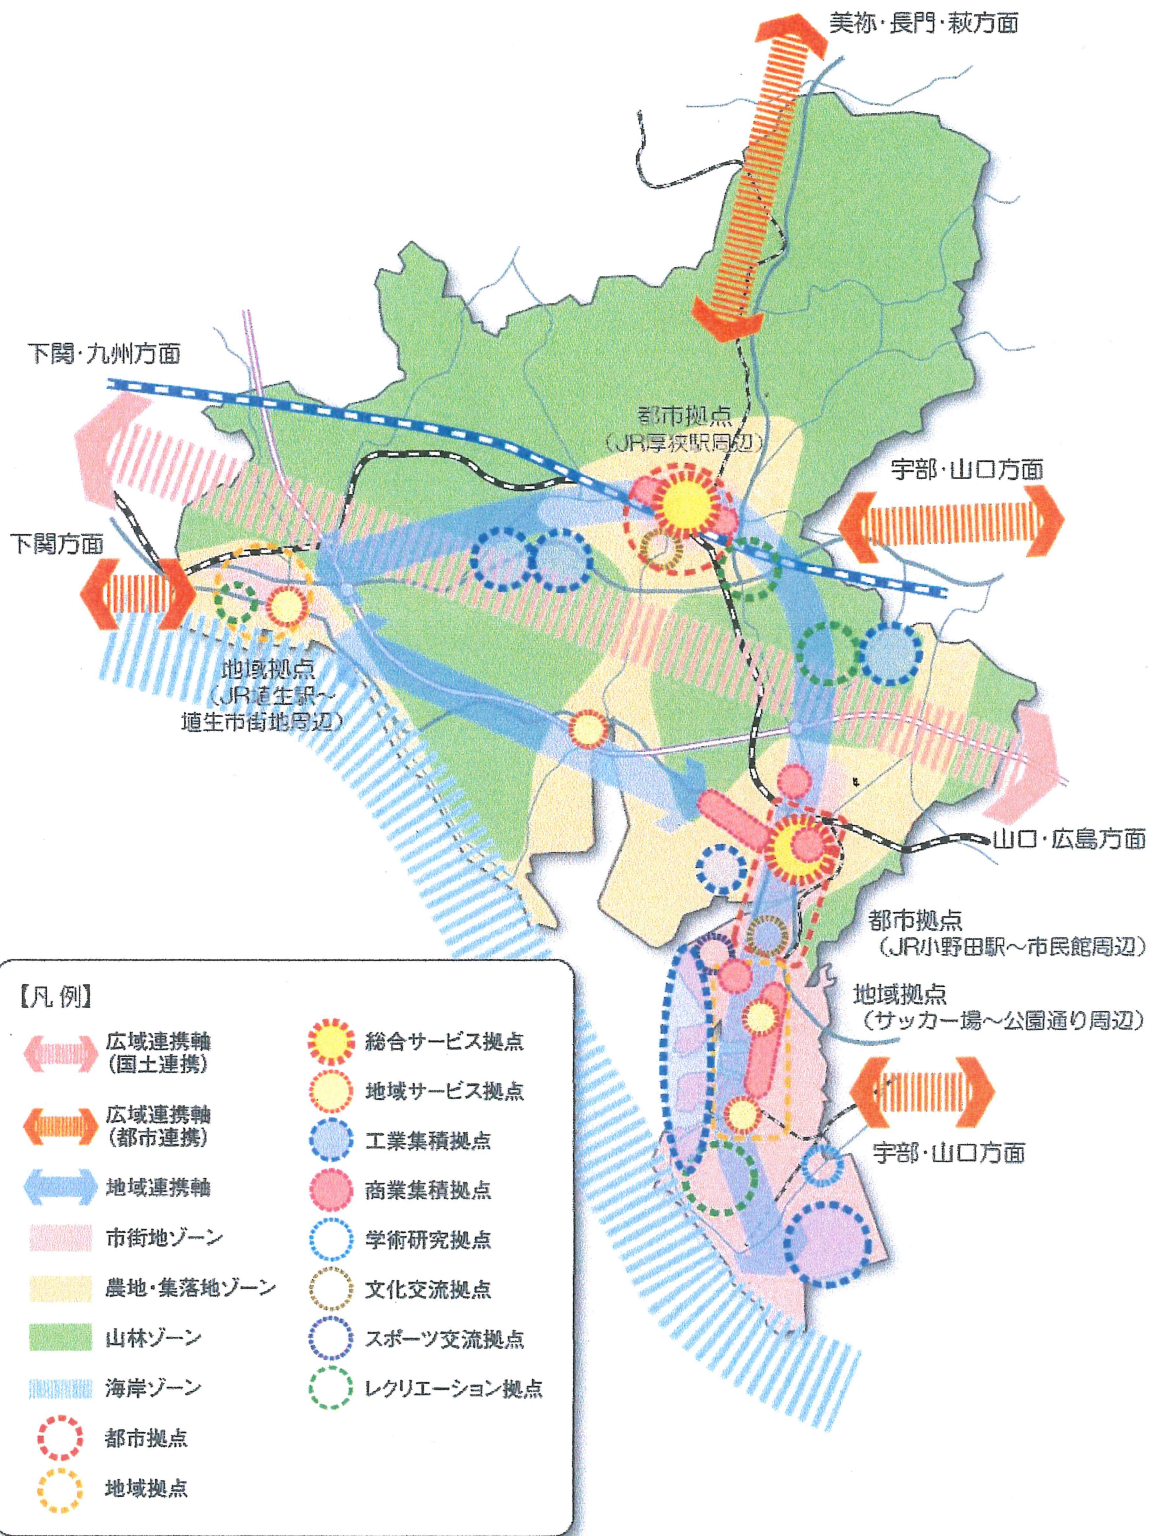 美祢・長門・萩方面
下関・九州方面
都市拠点
(JR厚狭駅周辺)
宇部・山口方面
下関方面
地域拠点
(JR埴生駅～
埴生市街地周辺)
山口・広島方面
都市拠点
(JR小野田駅～市民館周辺)
地域拠点
(サッカー場～公園通り周辺)
宇部・山口方面
【凡 例】
広域連携軸
(国土連携)
広域連携軸
(都市連携)
地域連携軸
市街地ゾーン
農地・集落地ゾーン
山林ゾーン
海岸ゾーン
都市拠点
地域拠点
総合サービス拠点
地域サービス拠点
工業集積拠点
商業集積拠点
学術研究拠点
文化交流拠点
スポーツ交流拠点
レクリエーション拠点